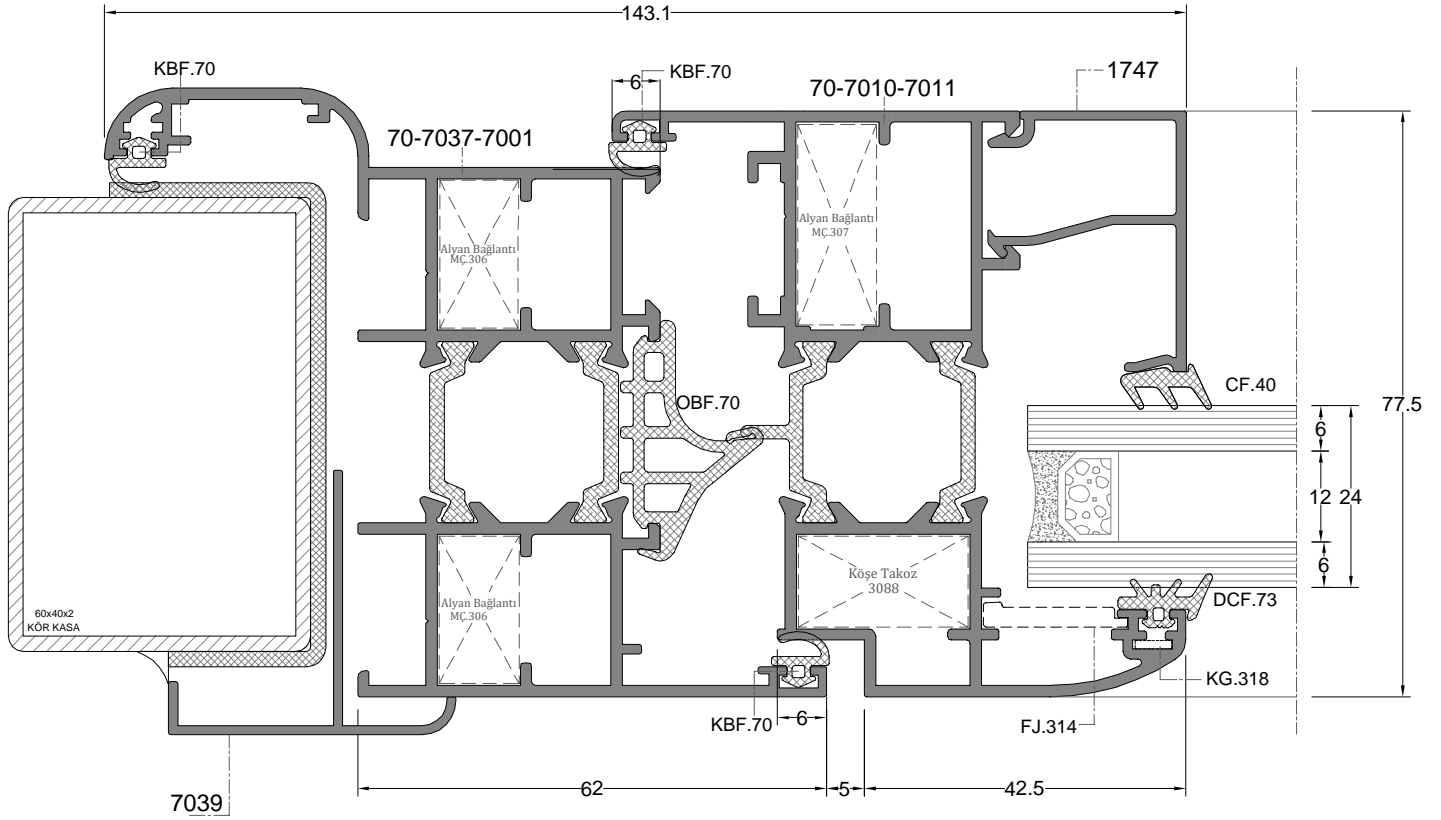 143.1
KBF.70
6
KBF.70
1747
70-7010-7011
70-7037-7001
Alyan Bağlantı
MÇ.306
Alyan Bağlantı
MÇ.307
CF.40
OBF.70
77.5
6
12
24
6
Köşe Takoz
3088
DCF.73
Alyan Bağlantı
MÇ.306
60x40x2
KÖR KASA
KG.318
KBF.70
6
FJ.314
62
5
42.5
7039